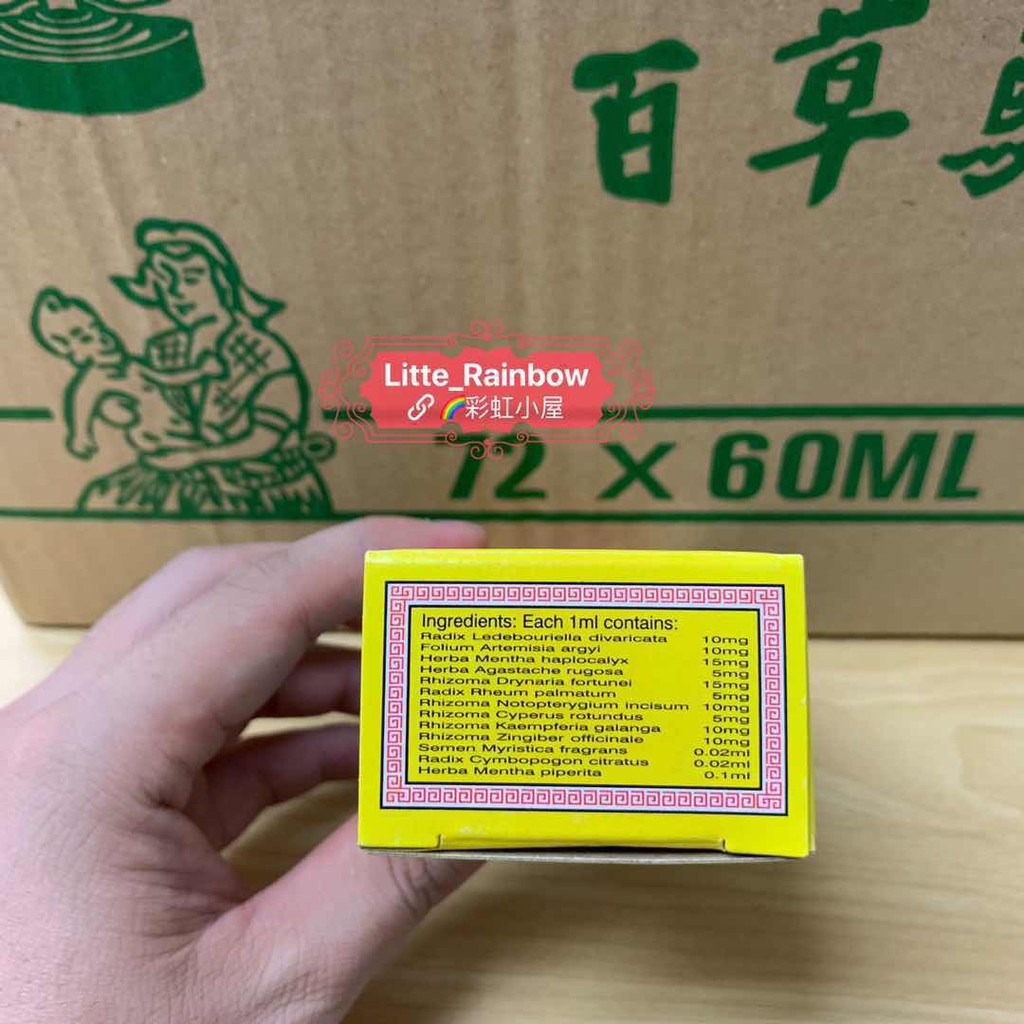 百草
Litte_Rainbow
🔗🌈彩虹小屋
72 X 60ML
Ingredients: Each 1ml contains:
Radix Ledebouriella divaricata 10mg
Folium Artemisia argyi 10mg
Herba Mentha haplocalyx 15mg
Herba Agastache rugosa 5mg
Rhizoma Drynaria fortunei 15mg
Radix Rheum palmatum 5mg
Rhizoma Notopterygium incisum 10mg
Rhizoma Cyperus rotundus 5mg
Rhizoma Kaempferia galanga 10mg
Rhizoma Zingiber officinale 10mg
Semen Myristica fragrans 0.02ml
Radix Cymbopogon citratus 0.02ml
Herba Mentha piperita 0.1ml